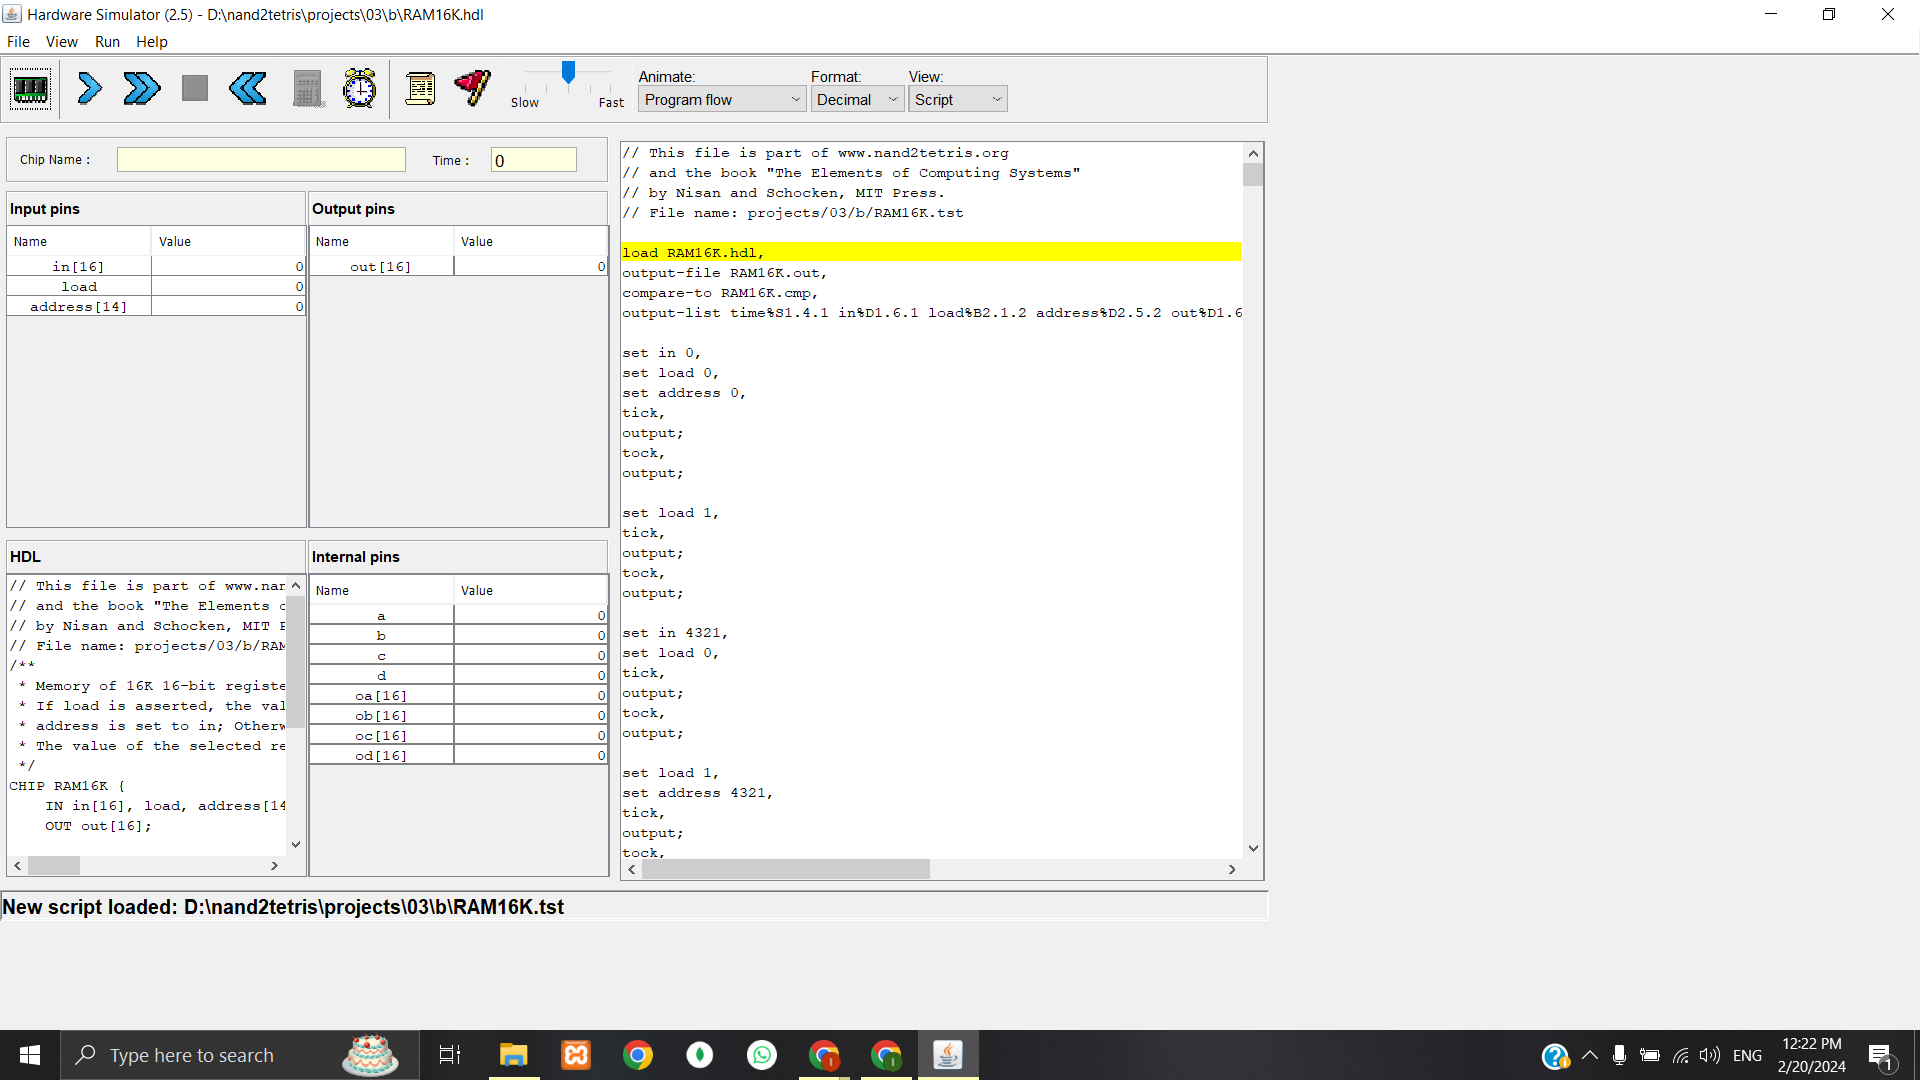 Hardware Simulator (2.5) - D:\nand2tetris\projects\03\b\RAM16K.hdl
File View Run Help
Slow Fast
Animate: Format: View:
Program flow Decimal Script
Chip Name : Time : 0
Input pins
Name Value
in[16] 0
load 0
address[14] 0
Output pins
Name Value
out[16] 0
HDL
// This file is part of www.nan
// and the book "The Elements o
// by Nisan and Schocken, MIT P
// File name: projects/03/b/RAM
/**
* Memory of 16K 16-bit registe
* If load is asserted, the val
* address is set to in; Otherw
* The value of the selected re
*/
CHIP RAM16K {
IN in[16], load, address[14
OUT out[16];
Internal pins
Name Value
a 0
b 0
c 0
d 0
oa[16] 0
ob[16] 0
oc[16] 0
od[16] 0
// This file is part of www.nand2tetris.org
// and the book "The Elements of Computing Systems"
// by Nisan and Schocken, MIT Press.
// File name: projects/03/b/RAM16K.tst
load RAM16K.hdl,
output-file RAM16K.out,
compare-to RAM16K.cmp,
output-list time%S1.4.1 in%D1.6.1 load%B2.1.2 address%D2.5.2 out%D1.6
set in 0,
set load 0,
set address 0,
tick,
output;
tock,
output;
set load 1,
tick,
output;
tock,
output;
set in 4321,
set load 0,
tick,
output;
tock,
output;
set load 1,
set address 4321,
tick,
output;
tock,
New script loaded: D:\nand2tetris\projects\03\b\RAM16K.tst
Type here to search
ENG
12:22 PM
2/20/2024
1